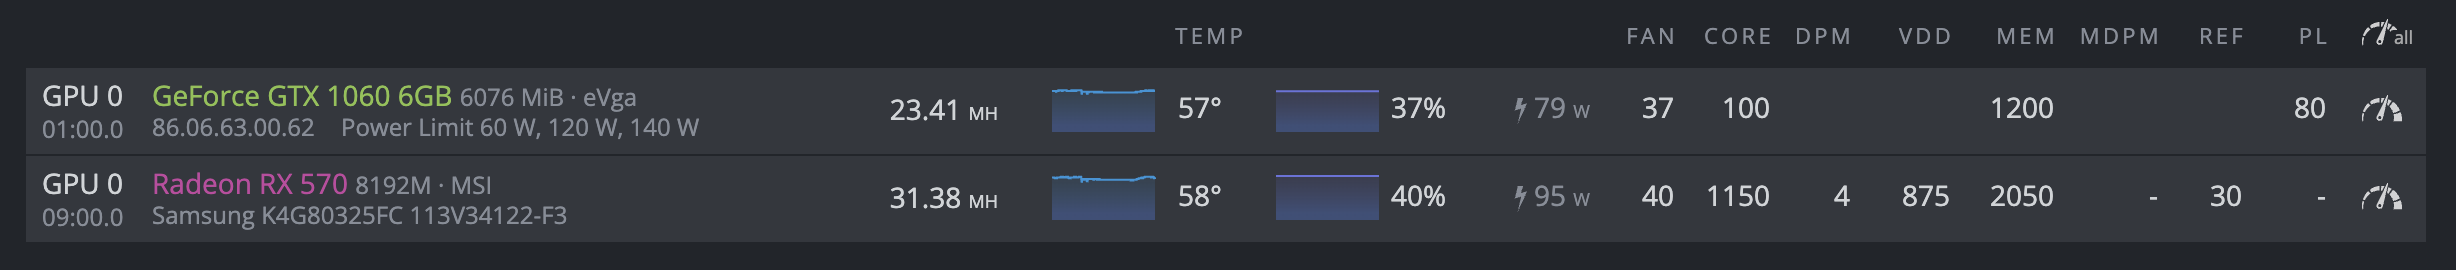 TEMP FAN CORE DPM VDD MEM MDPM REF PL all
GPU 0 GeForce GTX 1060 6GB 6076 MiB · eVga 23.41 MH 57° 37% 79 W 37 100 1200 80
01:00.0 86.06.63.00.62 Power Limit 60 W, 120 W, 140 W
GPU 0 Radeon RX 570 8192M · MSI 31.38 MH 58° 40% 95 W 40 1150 4 875 2050 - 30 -
09:00.0 Samsung K4G80325FC 113V34122-F3